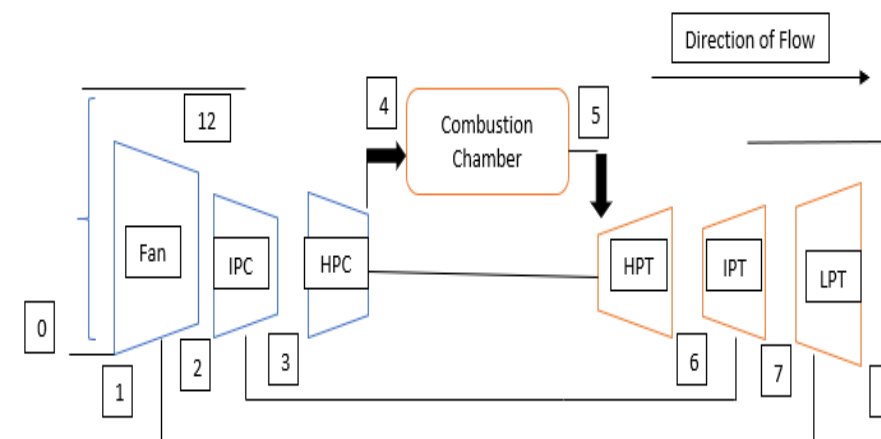 Direction of Flow
12
4
Combustion
Chamber
5
Fan
IPC
HPC
HPT
IPT
LPT
0
1
2
3
6
7